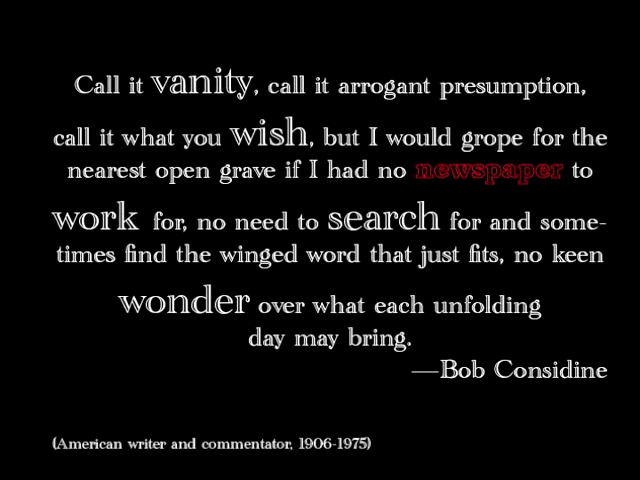 Call it vanity, call it arrogant presumption,
call it what you wish, but I would grope for the
nearest open grave if I had no newspaper to
work for, no need to search for and some-
times find the winged word that just fits, no keen
wonder over what each unfolding
day may bring.
—Bob Considine
(American writer and commentator, 1906-1975)